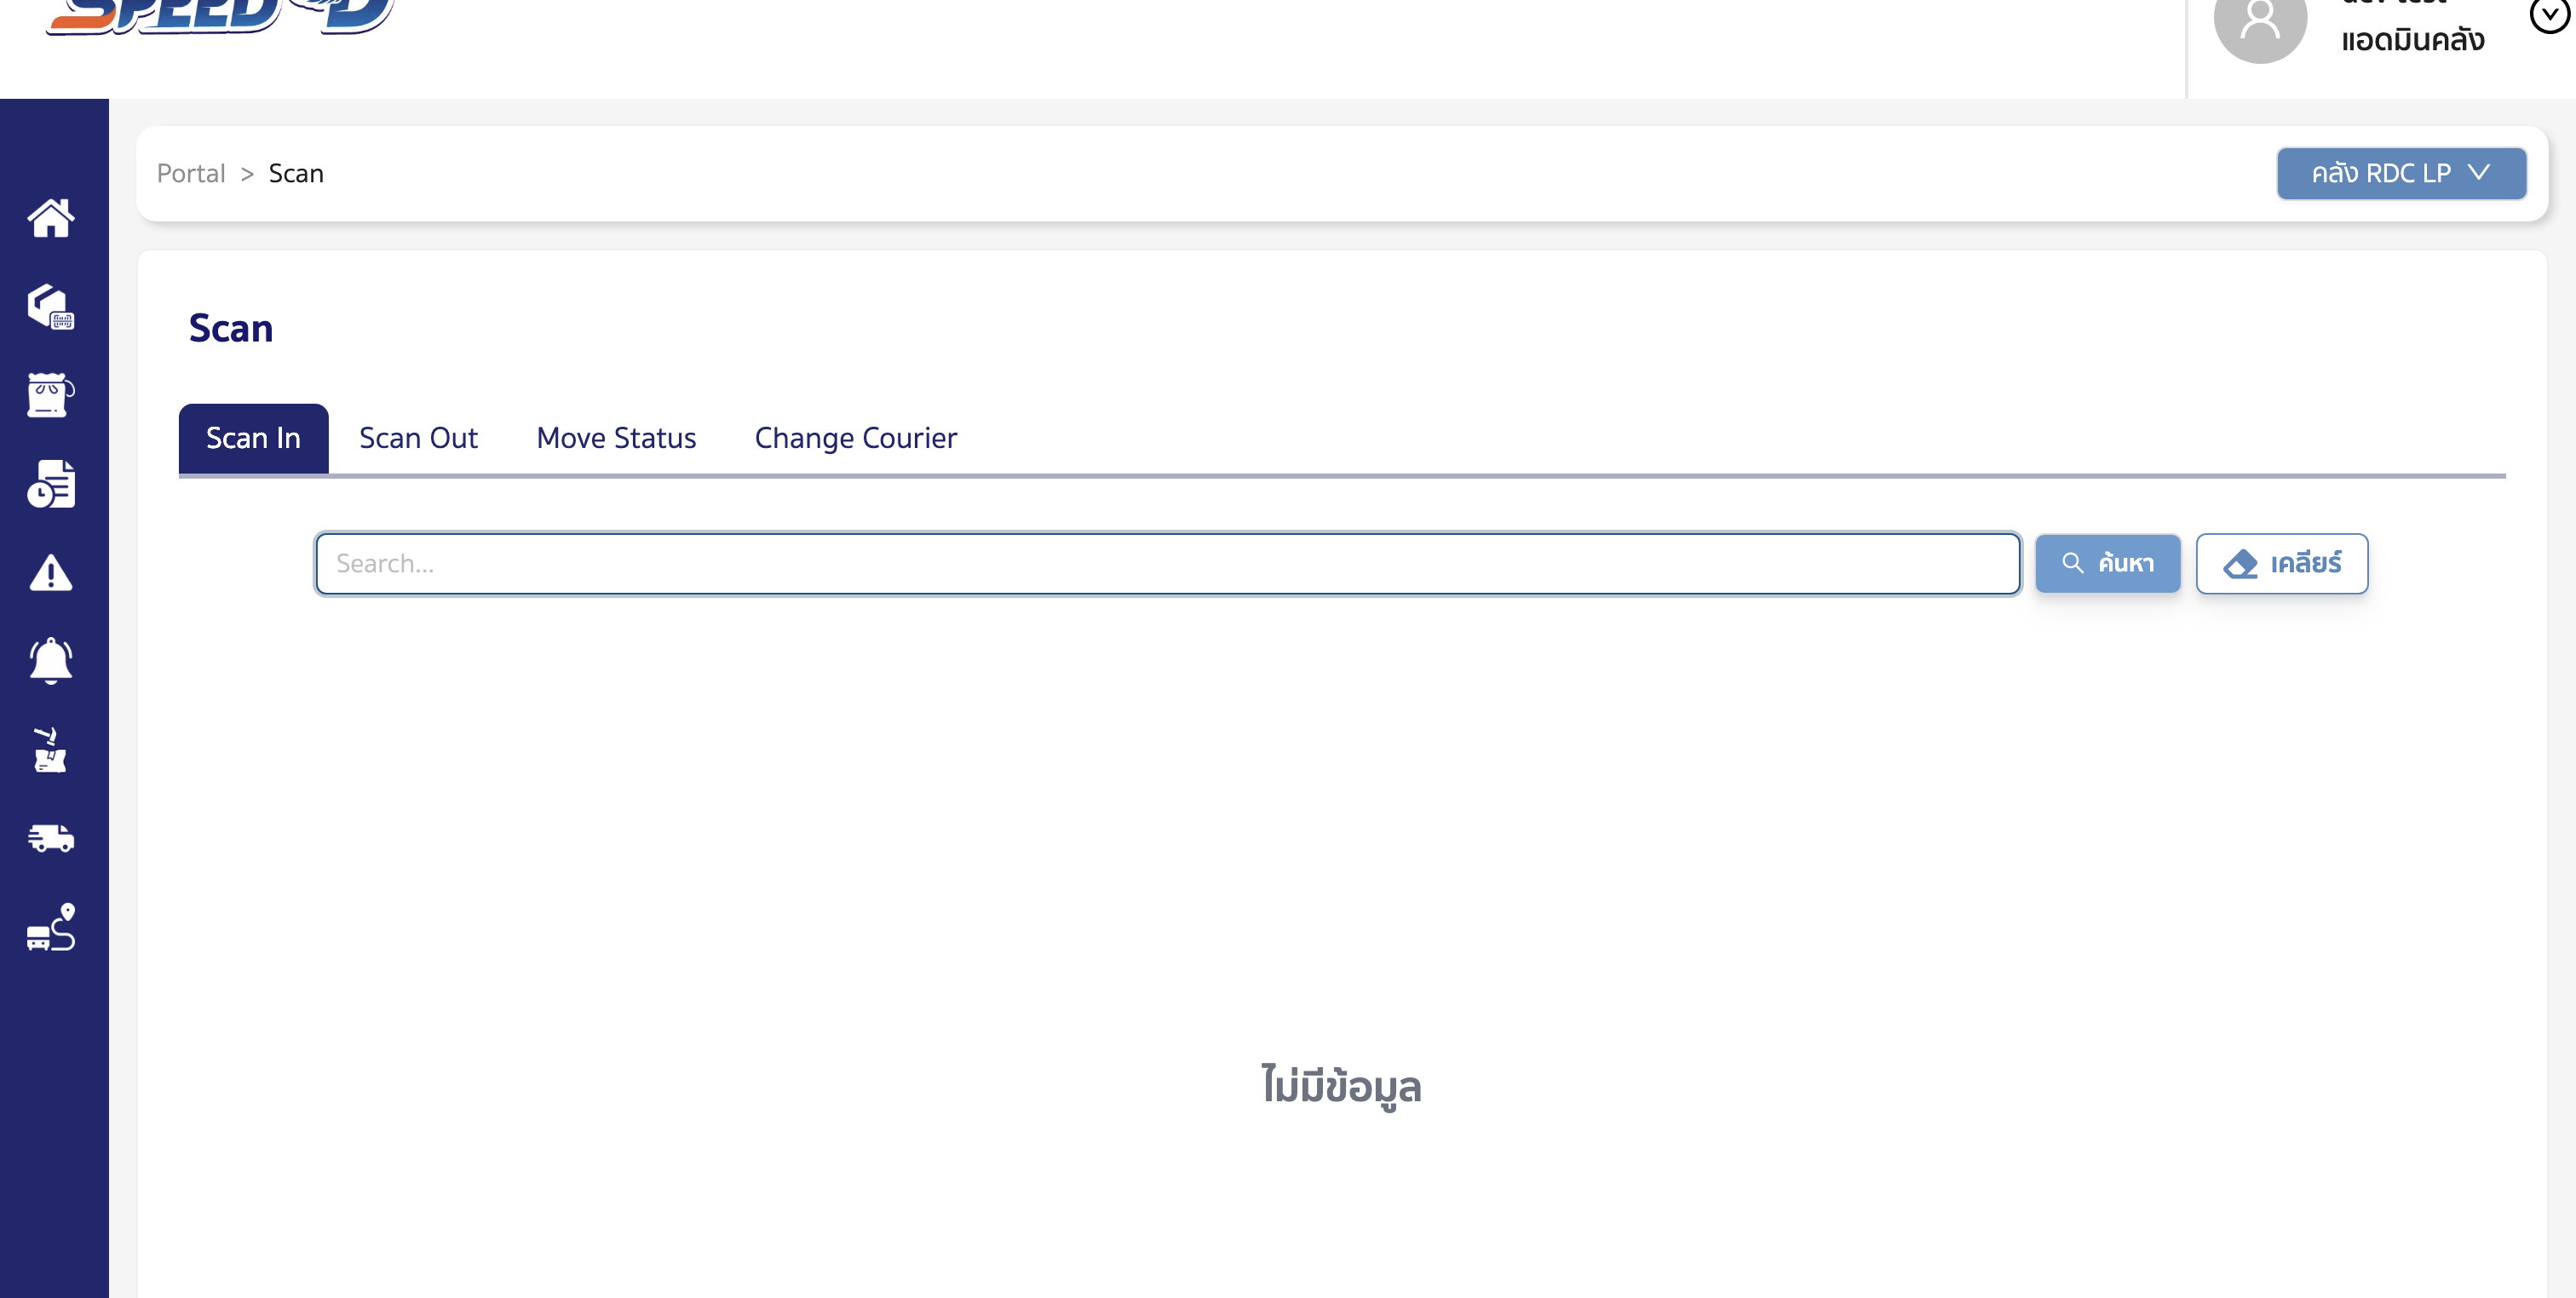 SPEED D
dev test
แอดมินคลัง
Portal > Scan
คลัง RDC LP
Scan
Scan In
Scan Out
Move Status
Change Courier
Search...
ค้นหา
เคลียร์
ไม่มีข้อมูล